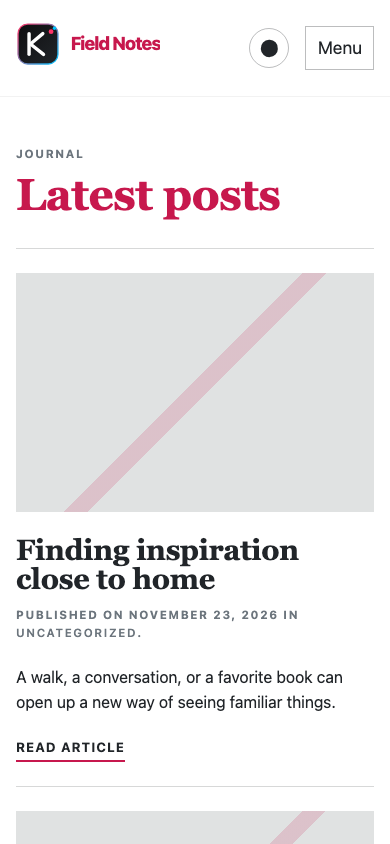 K
Field Notes
Menu
JOURNAL
Latest posts
Finding inspiration
close to home
PUBLISHED ON NOVEMBER 23, 2026 IN
UNCATEGORIZED.
A walk, a conversation, or a favorite book can
open up a new way of seeing familiar things.
READ ARTICLE